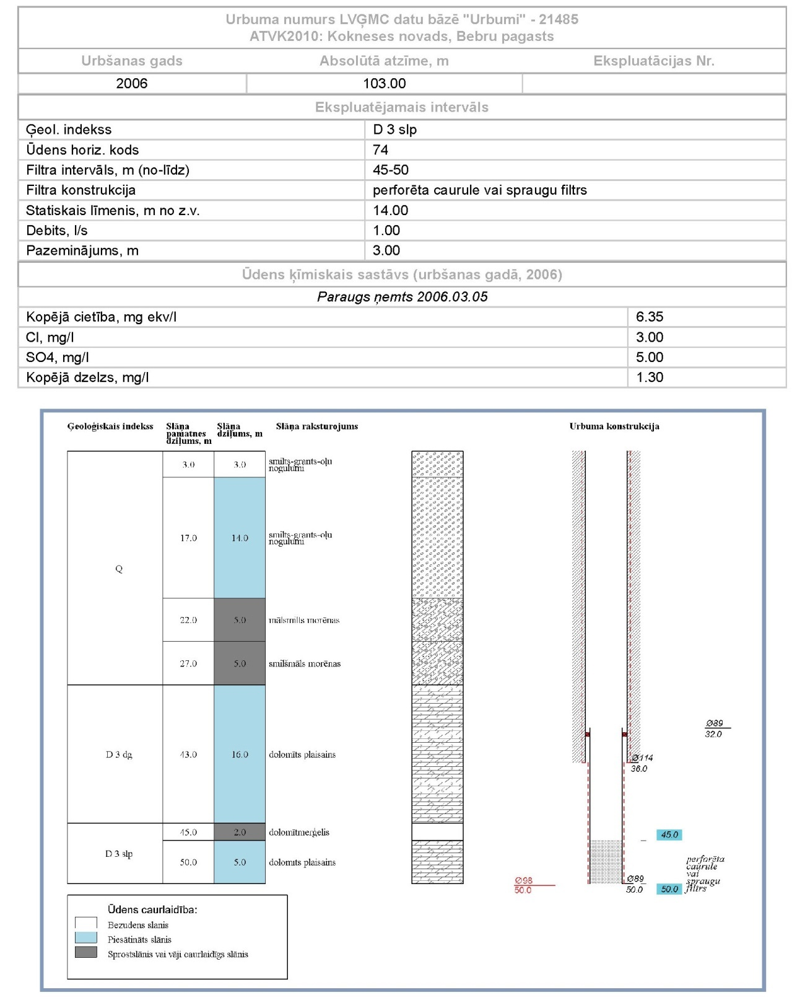 Urbuma numurs LVĢMC datu bāzē "Urbumi" - 21485
ATVK2010: Kokneses novads, Bebru pagasts
Urbšanas gads Absolūtā atzīme, m Ekspluatācijas Nr.
2006 103.00
Ekspluatējamais intervāls
Ģeol. indekss D 3 slp
Ūdens horiz. kods 74
Filtra intervāls, m (no-līdz) 45-50
Filtra konstrukcija perforēta caurule vai spraugu filtrs
Statiskais līmenis, m no z.v. 14.00
Debits, l/s 1.00
Pazeminājums, m 3.00
Ūdens ķīmiskais sastāvs (urbšanas gadā, 2006)
Paraugs ņemts 2006.03.05
Kopējā cietība, mg ekv/l 6.35
Cl, mg/l 3.00
SO4, mg/l 5.00
Kopējā dzelzs, mg/l 1.30
Ģeoloģiskais indekss
Slāņa
pamatnes
dziļums, m
Slāņa
dziļums, m
Slāņa raksturojums
Urbuma konstrukcija
3.0 3.0 smilts-grants-oļu
nogulumi
17.0 14.0 smilts-grants-oļu
nogulumi
Q
22.0 5.0 mālsmilts morēnas
27.0 5.0 smilšmāls morēnas
D 3 dg 43.0 16.0 dolomīts plaisains
45.0 2.0 dolomītmerģelis
D 3 slp
50.0 5.0 dolomīts plaisains
Ø89
32.0
Ø114
36.0
45.0
perforēta
caurule
vai
spraugu
filtrs
Ø98
50.0
Ø89
50.0
50.0
Ūdens caurlaidība:
Bezudens slanis
Piesātināts slānis
Sprostslānis vai vāji caurlaidīgs slānis